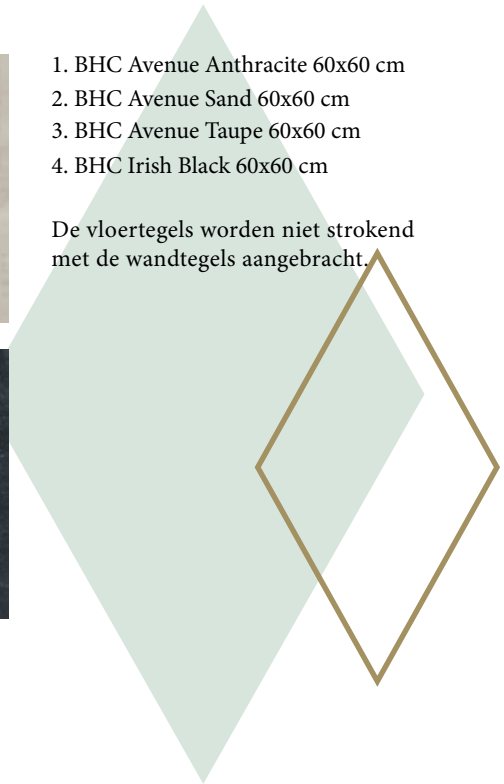 1. BHC Avenue Anthracite 60x60 cm
2. BHC Avenue Sand 60x60 cm
3. BHC Avenue Taupe 60x60 cm
4. BHC Irish Black 60x60 cm
De vloertegels worden niet strokend
met de wandtegels aangebracht.